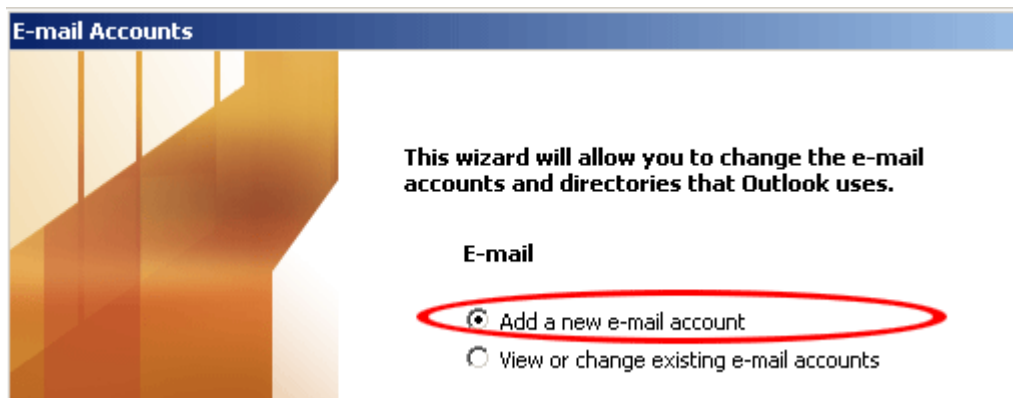 E-mail Accounts
This wizard will allow you to change the e-mail
accounts and directories that Outlook uses.
E-mail
Add a new e-mail account
View or change existing e-mail accounts